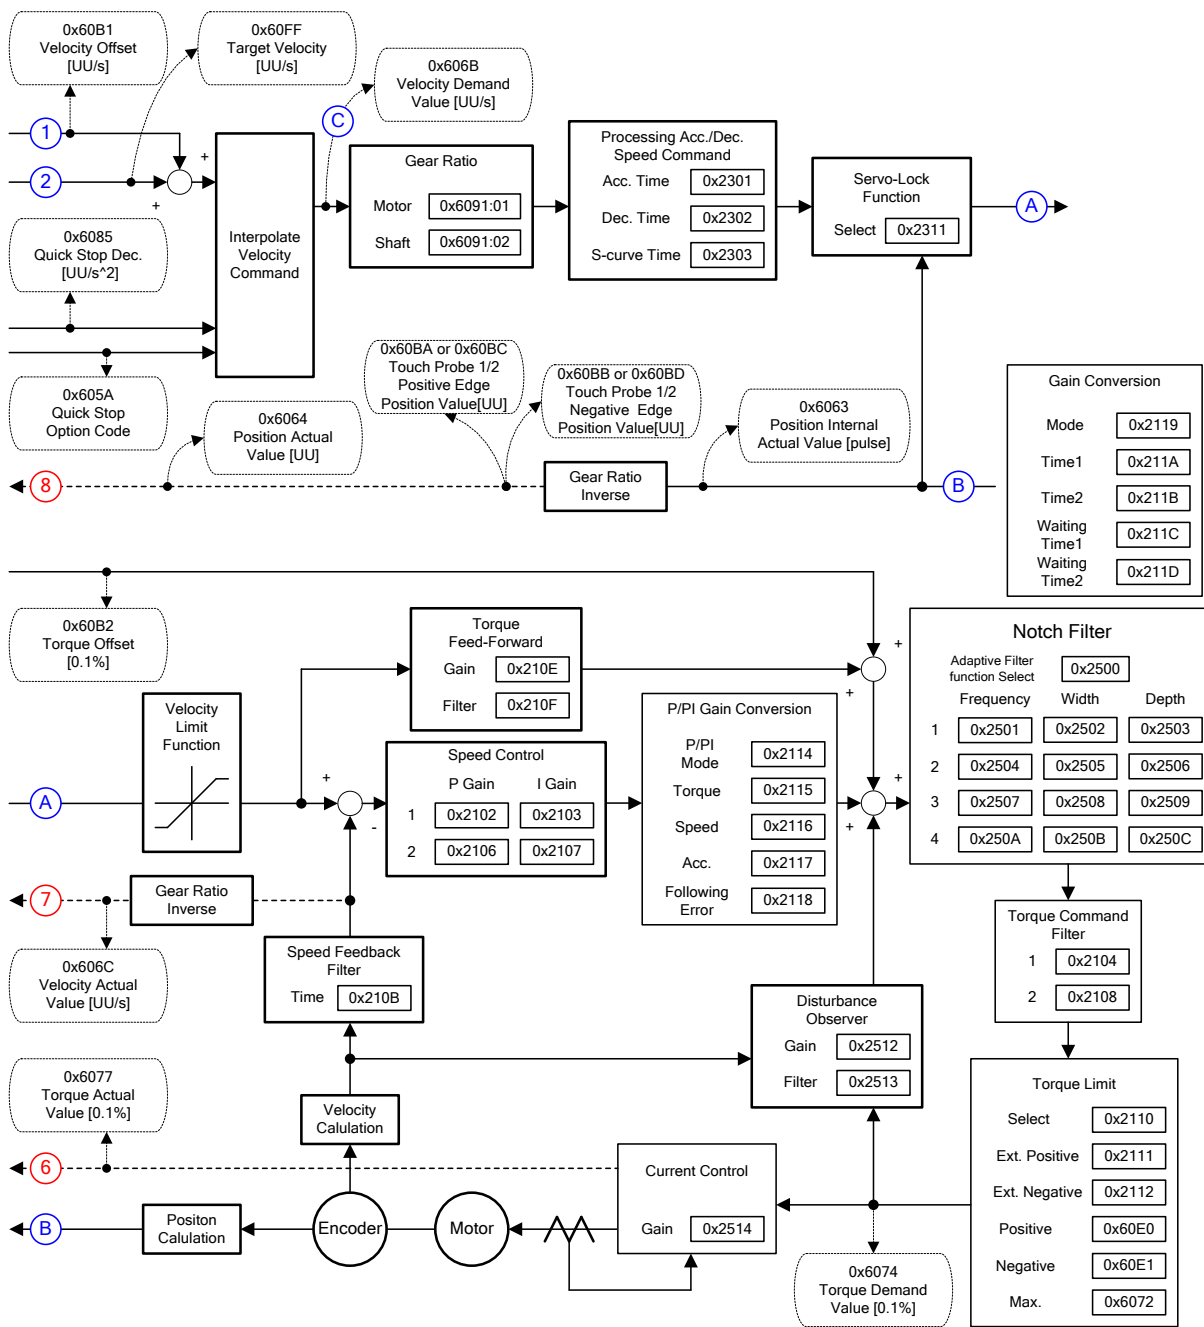 0x60B1
Velocity Offset
[UU/s]
0x60FF
Target Velocity
[UU/s]
0x606B
Velocity Demand
Value [UU/s]
1
C
2
+
+
0x6085
Quick Stop Dec.
[UU/s^2]
Interpolate
Velocity
Command
Gear Ratio
Motor 0x6091:01
Shaft 0x6091:02
Processing Acc./Dec.
Speed Command
Acc. Time 0x2301
Dec. Time 0x2302
S-curve Time 0x2303
Servo-Lock
Function
Select 0x2311
A
0x605A
Quick Stop
Option Code
0x6064
Position Actual
Value [UU]
0x60BA or 0x60BC
Touch Probe 1/2
Positive Edge
Position Value[UU]
0x60BB or 0x60BD
Touch Probe 1/2
Negative Edge
Position Value[UU]
0x6063
Position Internal
Actual Value [pulse]
8
Gear Ratio
Inverse
B
Gain Conversion
Mode 0x2119
Time1 0x211A
Time2 0x211B
Waiting
Time1 0x211C
Waiting
Time2 0x211D
0x60B2
Torque Offset
[0.1%]
Torque
Feed-Forward
Gain 0x210E
Filter 0x210F
+
+
Notch Filter
Adaptive Filter
function Select 0x2500
Frequency Width Depth
1 0x2501 0x2502 0x2503
2 0x2504 0x2505 0x2506
3 0x2507 0x2508 0x2509
4 0x250A 0x250B 0x250C
A
Velocity
Limit
Function
+
-
Speed Control
P Gain I Gain
1 0x2102 0x2103
2 0x2106 0x2107
P/PI Gain Conversion
P/PI
Mode 0x2114
Torque 0x2115
Speed 0x2116
Acc. 0x2117
Following
Error 0x2118
+
+
7
Gear Ratio
Inverse
0x606C
Velocity Actual
Value [UU/s]
Speed Feedback
Filter
Time 0x210B
Torque Command
Filter
1 0x2104
2 0x2108
Disturbance
Observer
Gain 0x2512
Filter 0x2513
0x6077
Torque Actual
Value [0.1%]
Velocity
Calulation
Torque Limit
Select 0x2110
Ext. Positive 0x2111
Ext. Negative 0x2112
Positive 0x60E0
Negative 0x60E1
Max. 0x6072
6
Current Control
Gain 0x2514
B
Positon
Calulation
Encoder
Motor
0x6074
Torque Demand
Value [0.1%]